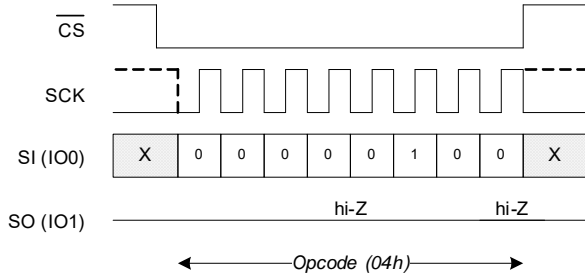 CS
SCK
SI (IO0) X 0 0 0 0 0 1 0 0 X
hi-Z hi-Z
SO (IO1)
Opcode (04h)